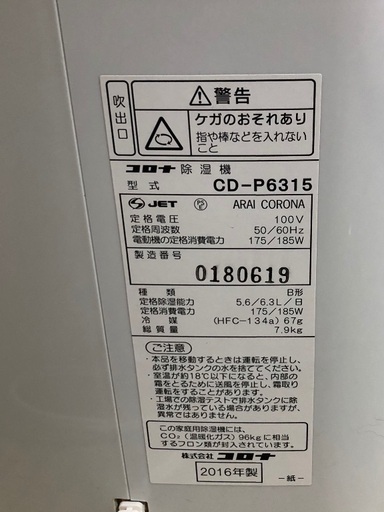 吹出口
⚠警告
ケガのおそれあり
指や棒などを入れない
こと
コロナ 除湿機
型式 CD-P6315
JET ARAI CORONA
定格電圧 100V
定格周波数 50/60Hz
電動機の定格消費電力 175/185W
製造番号
0180619
種類 B形
定格除湿能力 5.6/6.3L/日
定格消費電力 175/185W
冷媒 (HFC-134a) 67g
総質量 7.9kg
ご注意
・本品を移動するときは運転を停止し、
必ず排水タンクの水を捨ててください。
・室温が約18℃以下になると、内部の
霜をとるために送風を停止し、霜取り
運転をすることがあります。
・工場での除湿テストで排水タンクに除
湿水が残っている場合がありますが、
異常ではありません。
この家庭用除湿機には、
CO₂(温暖化ガス)96kgに相当
するフロン類が封入されています。
株式会社 コロナ
2016年製
-紙-